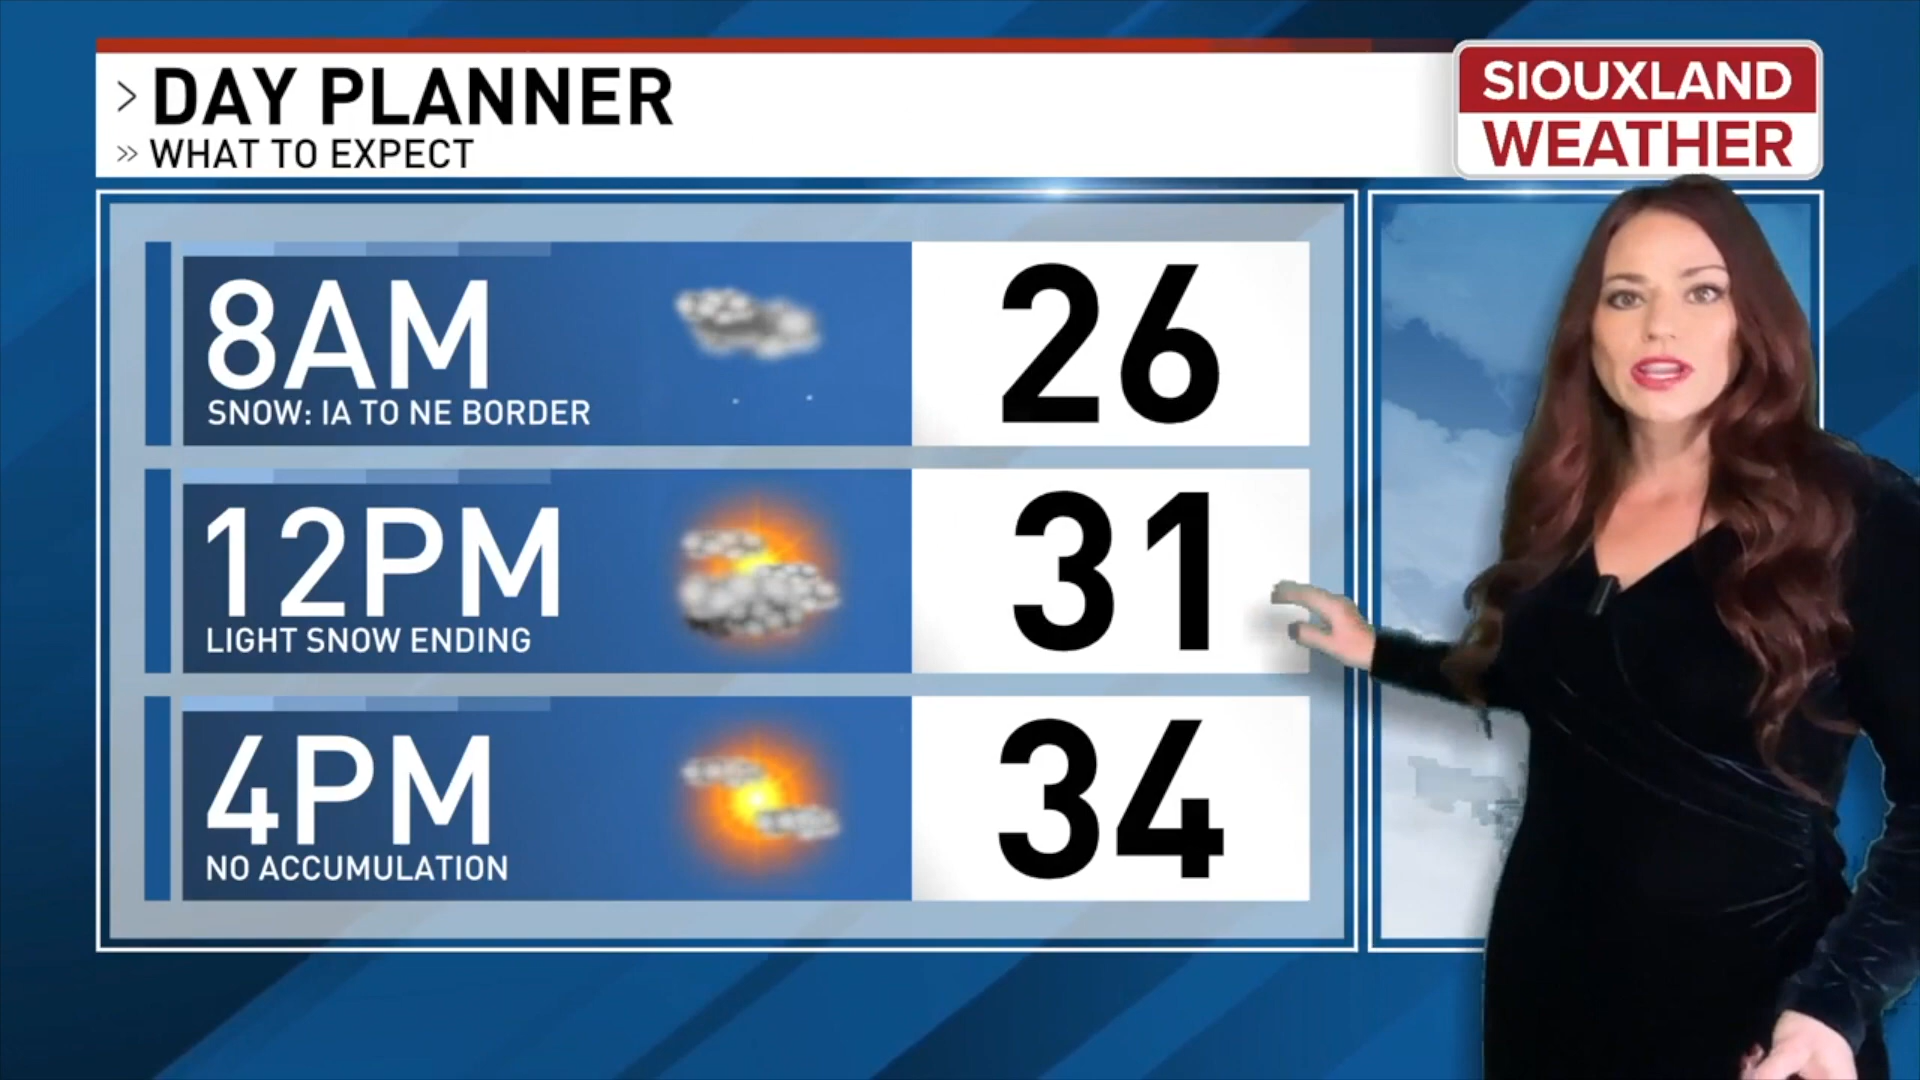 > DAY PLANNER
» WHAT TO EXPECT
SIOUXLAND
WEATHER
8AM
SNOW: IA TO NE BORDER
26
12PM
LIGHT SNOW ENDING
31
4PM
NO ACCUMULATION
34